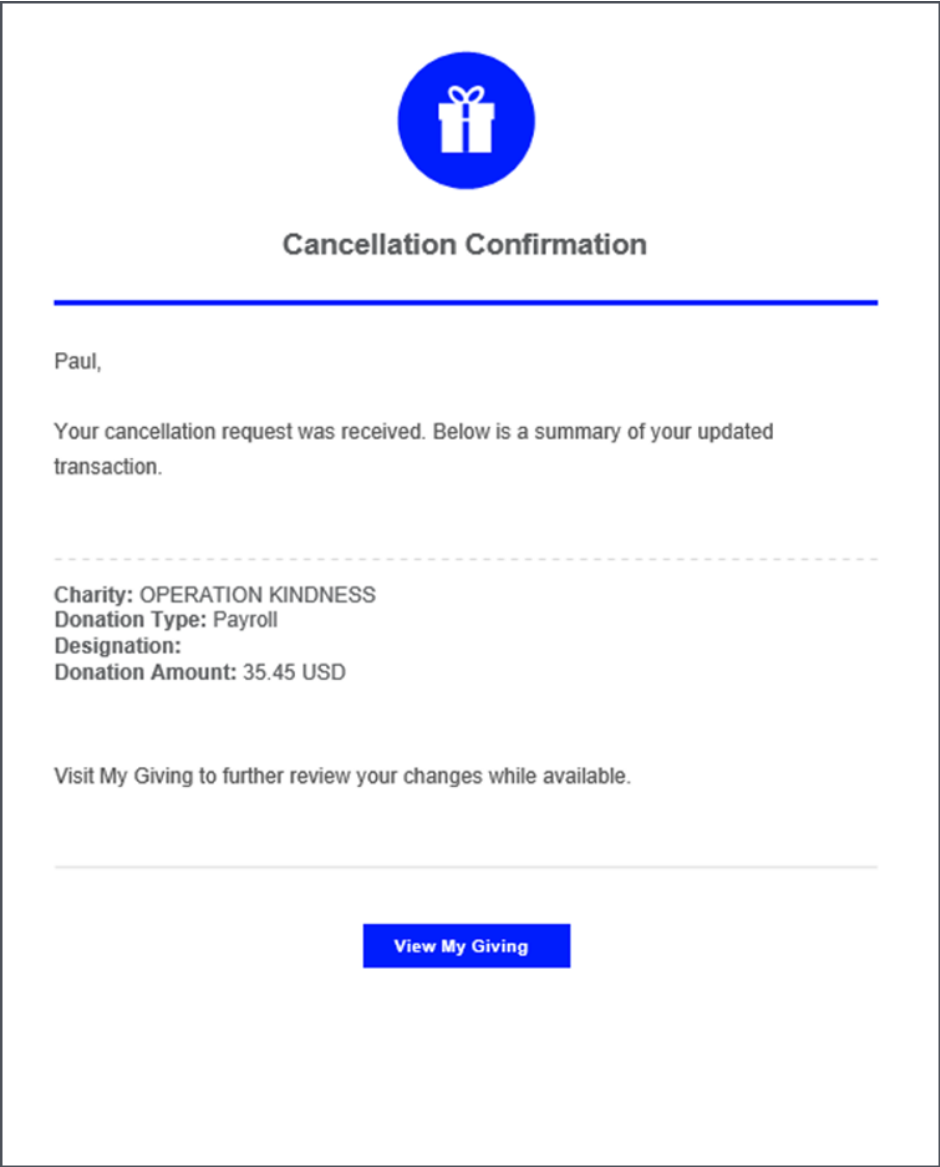 Cancellation Confirmation
Paul,
Your cancellation request was received. Below is a summary of your updated
transaction.
Charity: OPERATION KINDNESS
Donation Type: Payroll
Designation:
Donation Amount: 35.45 USD
Visit My Giving to further review your changes while available.
View My Giving